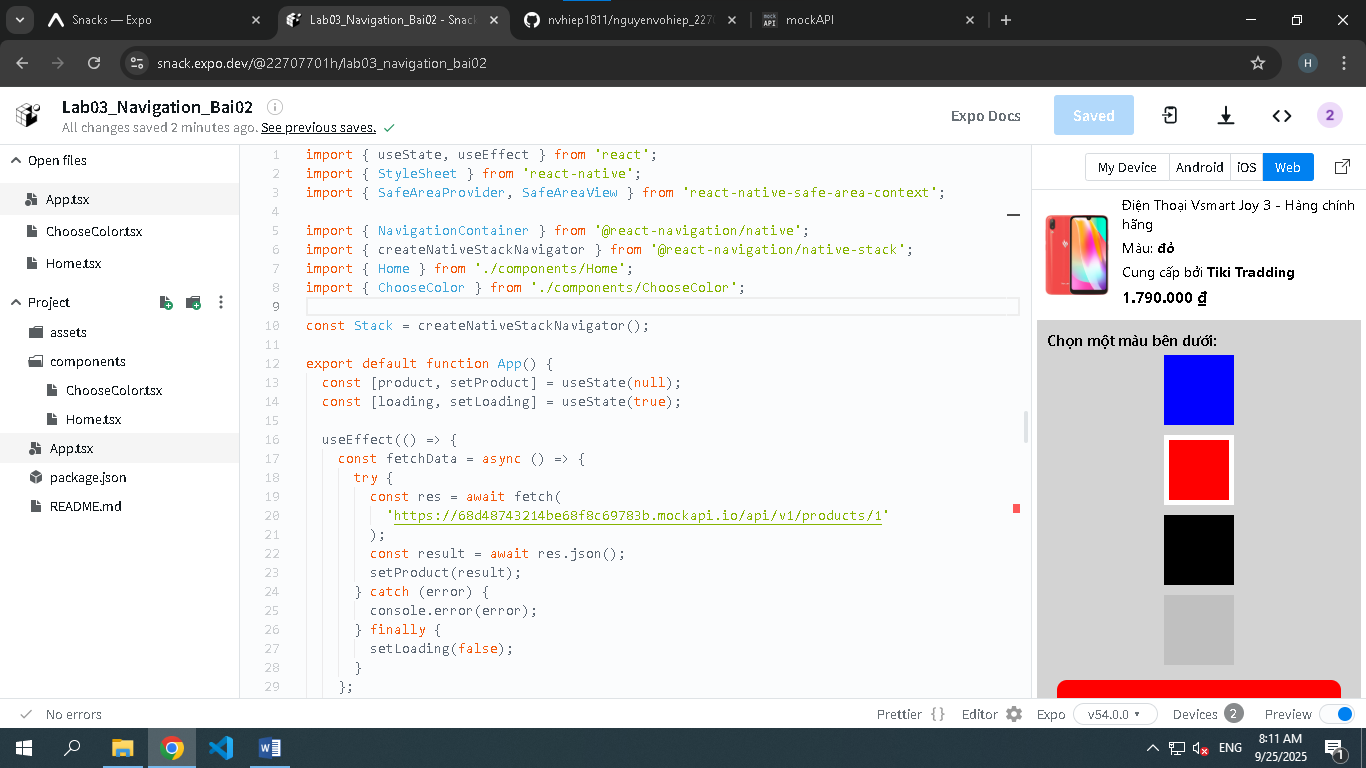 Snacks — Expo
Lab03_Navigation_Bai02 - Snack
nvhiep1811/nguyenvohiep_2270
MOCK API
mockAPI
snack.expo.dev/@22707701h/lab03_navigation_bai02
H
Lab03_Navigation_Bai02
All changes saved 2 minutes ago. See previous saves.
Expo Docs
Saved
2
Open files
App.tsx
ChooseColor.tsx
Home.tsx
Project
assets
components
ChooseColor.tsx
Home.tsx
App.tsx
package.json
README.md
1 import { useState, useEffect } from 'react';
2 import { StyleSheet } from 'react-native';
3 import { SafeAreaProvider, SafeAreaView } from 'react-native-safe-area-context';
4
5 import { NavigationContainer } from '@react-navigation/native';
6 import { createNativeStackNavigator } from '@react-navigation/native-stack';
7 import { Home } from './components/Home';
8 import { ChooseColor } from './components/ChooseColor';
9
10 const Stack = createNativeStackNavigator();
11
12 export default function App() {
13 const [product, setProduct] = useState(null);
14 const [loading, setLoading] = useState(true);
15
16 useEffect(() => {
17 const fetchData = async () => {
18 try {
19 const res = await fetch(
20 'https://68d48743214be68f8c69783b.mockapi.io/api/v1/products/1'
21 );
22 const result = await res.json();
23 setProduct(result);
24 } catch (error) {
25 console.error(error);
26 } finally {
27 setLoading(false);
28 }
29 };
My Device
Android
iOS
Web
Điện Thoại Vsmart Joy 3 - Hàng chính
hãng
Màu: đỏ
Cung cấp bởi Tiki Tradding
1.790.000 ₫
Chọn một màu bên dưới:
No errors
Prettier {}
Editor
Expo
v54.0.0
Devices 2
Preview
ENG
8:11 AM
9/25/2025
1